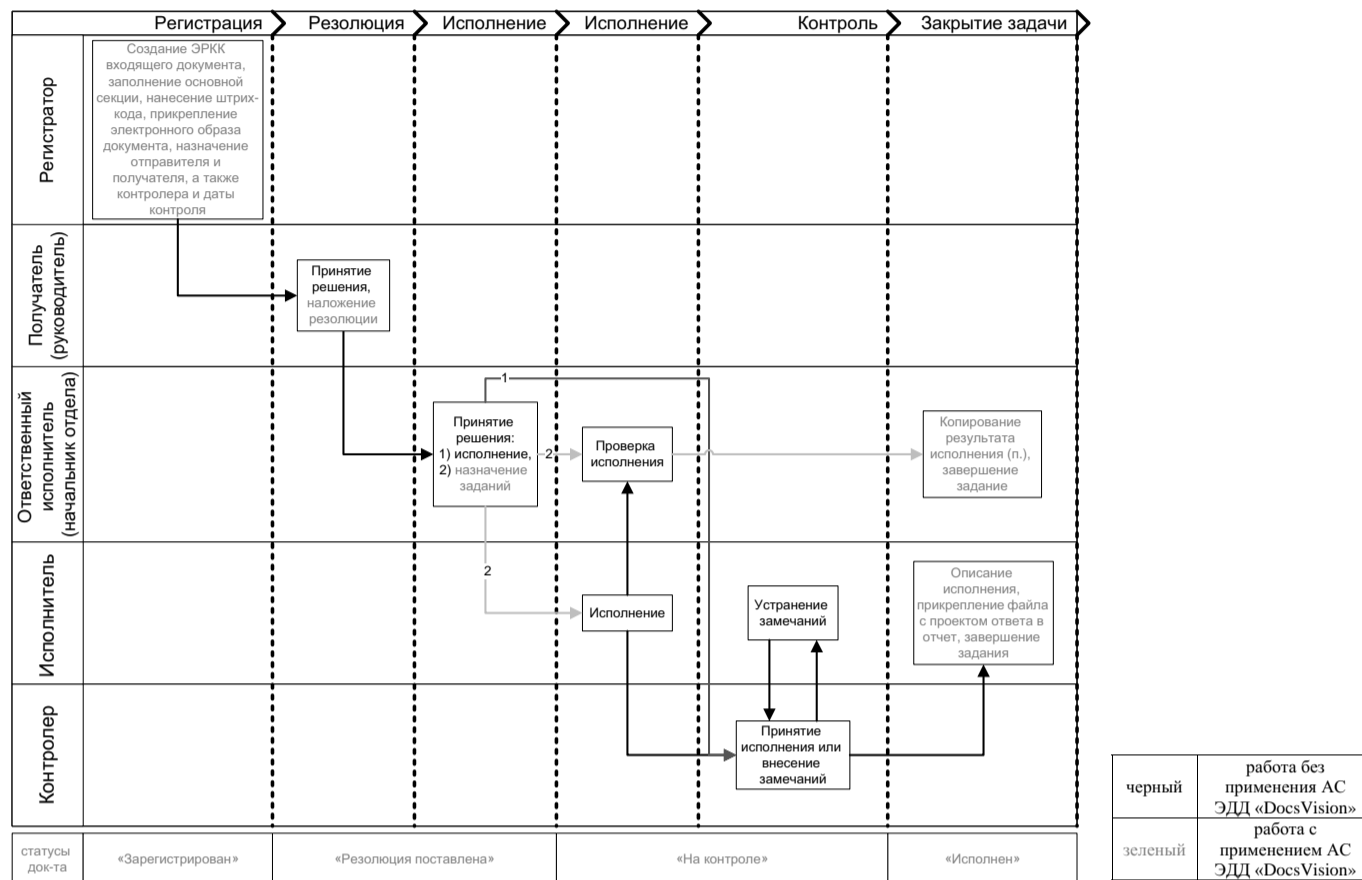 Регистрация
Резолюция
Исполнение
Исполнение
Контроль
Закрытие задачи
Регистратор
Создание ЭРКК
входящего документа,
заполнение основной
секции, нанесение штрих-
кода, прикрепление
электронного образа
документа, назначение
отправителя и
получателя, а также
контролера и даты
контроля
Получатель
(руководитель)
Принятие
решения,
наложение
резолюции
Ответственный
исполнитель
(начальник отдела)
1
Принятие
решения:
1) исполнение,
2) назначение
заданий
2
Проверка
исполнения
Копирование
результата
исполнения (п.),
завершение
задание
Исполнитель
2
Исполнение
Устранение
замечаний
Описание
исполнения,
прикрепление файла
с проектом ответа в
отчет, завершение
задания
Контролер
Принятие
исполнения или
внесение
замечаний
статусы
док-та
«Зарегистрирован»
«Резолюция поставлена»
«На контроле»
«Исполнен»
черный
работа без
применения АС
ЭДД «DocsVision»
зеленый
работа с
применением АС
ЭДД «DocsVision»